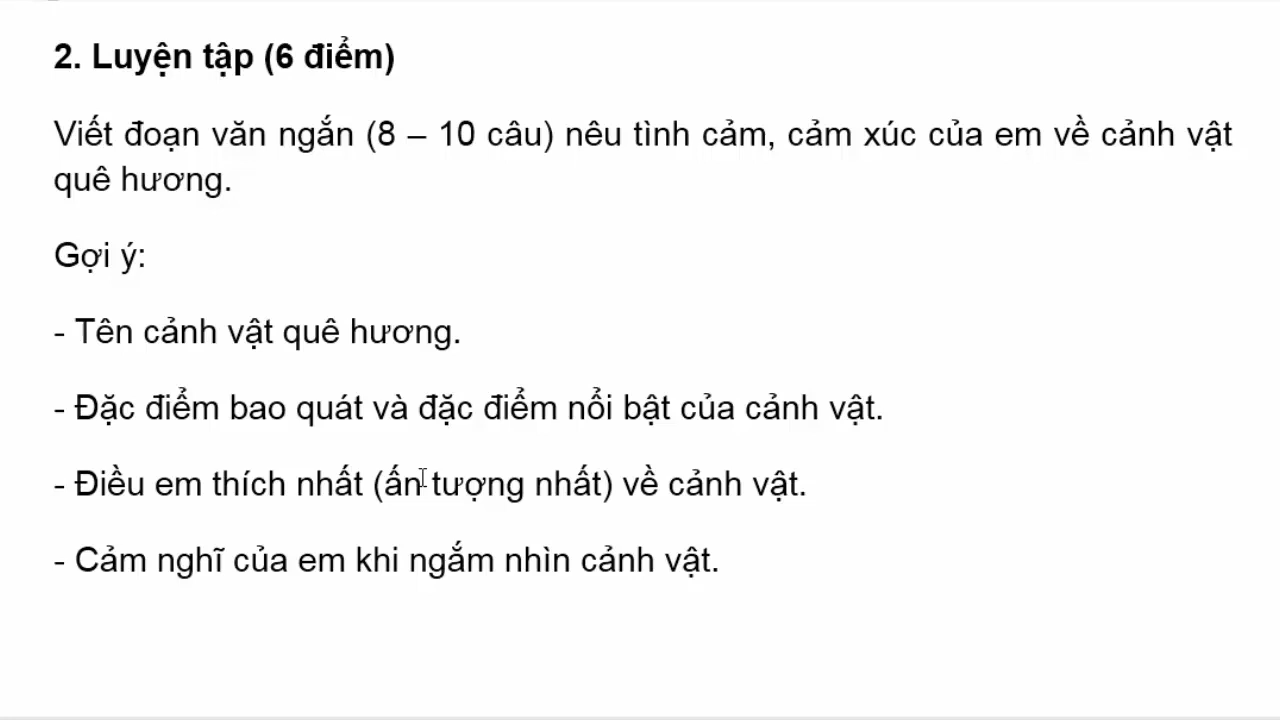 2. Luyện tập (6 điểm)
Viết đoạn văn ngắn (8 – 10 câu) nêu tình cảm, cảm xúc của em về cảnh vật
quê hương.
Gợi ý:
- Tên cảnh vật quê hương.
- Đặc điểm bao quát và đặc điểm nổi bật của cảnh vật.
- Điều em thích nhất (ấn tượng nhất) về cảnh vật.
- Cảm nghĩ của em khi ngắm nhìn cảnh vật.